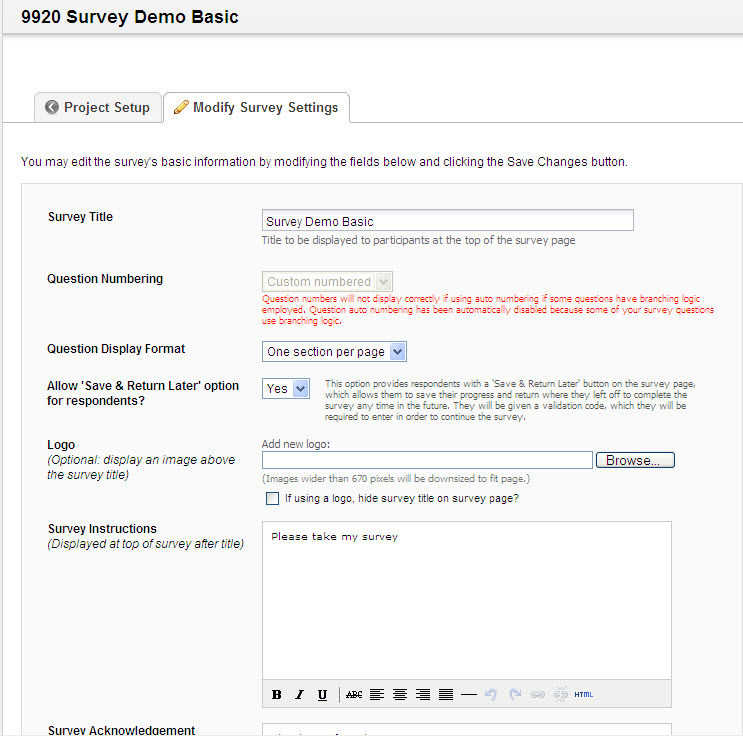 9920 Survey Demo Basic
Project Setup
Modify Survey Settings
You may edit the survey's basic information by modifying the fields below and clicking the Save Changes button.
Survey Title
Survey Demo Basic
Title to be displayed to participants at the top of the survey page
Question Numbering
Custom numbered
Question numbers will not display correctly if using auto numbering if some questions have branching logic
employed. Question auto numbering has been automatically disabled because some of your survey questions
use branching logic.
Question Display Format
One section per page
Allow 'Save & Return Later' option
for respondents?
Yes
This option provides respondents with a 'Save & Return Later' button on the survey page,
which allows them to save their progress and return where they left off to complete the
survey any time in the future. They will be given a validation code, which they will be
required to enter in order to continue the survey.
Logo
(Optional: display an image above
the survey title)
Add new logo:
Browse...
(Images wider than 670 pixels will be downsized to fit page.)
If using a logo, hide survey title on survey page?
Survey Instructions
(Displayed at top of survey after title)
Please take my survey
B I U ABC HTML
Survey Acknowledgement